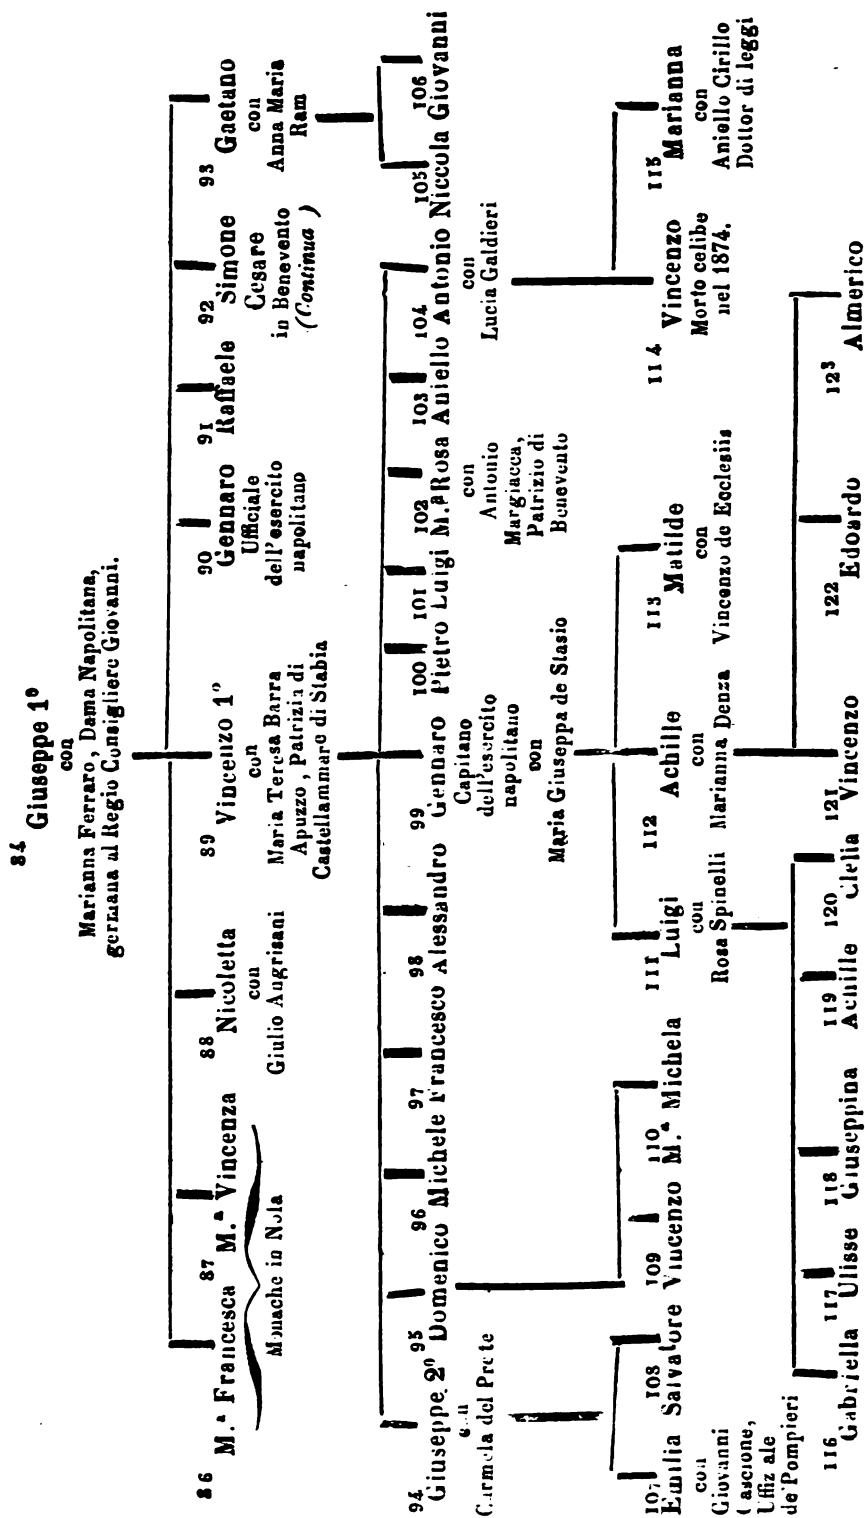 84
Giuseppe 1º
con
Marianna Ferraro, Dama Napolitana,
germana al Regio Consigliere Giovanni.
86
M.ª Francesca
87
M.ª Vincenza
Monache in Nola
88
Nicoletta
con
Giulio Augrisani
89
Vincenzo 1º
con
Maria Teresa Barra
Apuzzo, Patrizia di
Castellammare di Stabia
90
Gennaro
Ufficiale
dell'esercito
napolitano
91
Raffaele
92
Simone
Cesare
in Benevento
(Continua)
93
Gaetano
con
Anna Maria
Ram
94
Giuseppe 2º
con
Carmela del Prete
95
Domenico
96
Michele
97
Francesco
98
Alessandro
99
Gennaro
Capitano
dell'esercito
napolitano
con
Maria Giuseppa de Stasio
100
Pietro
101
Luigi
102
M.ª Rosa
con
Antonio
Margiacca,
Patrizio di
Benevento
103
Aniello
104
Antonio
con
Lucia Galdieri
105
Niccola
106
Giovanni
107
Emilia
con
Giovanni
Cascione,
Uffiziale
de'Pompieri
108
Salvatore
109
Vincenzo
110
M.ª Michela
111
Luigi
con
Rosa Spinelli
112
Achille
con
Marianna Denza
113
Matilde
con
Vincenzo de Ecclesiis
114
Vincenzo
Morto celibe
nel 1874.
115
Marianna
con
Aniello Cirillo
Dottor di leggi
116
Gabriella
117
Ulisse
118
Giuseppina
119
Achille
120
Clelia
121
Vincenzo
122
Edoardo
123
Almerico